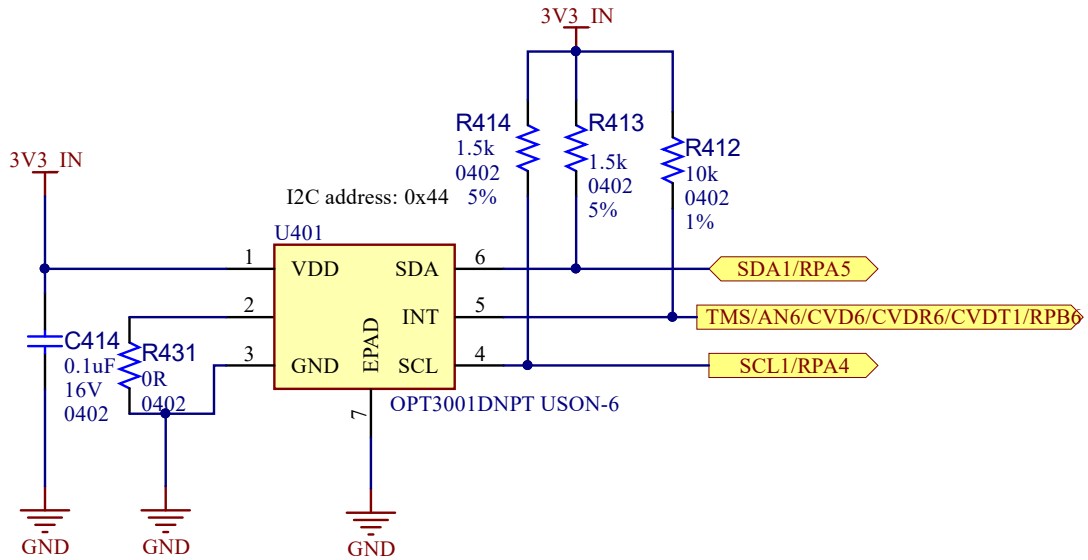 3V3_IN
R414
1.5k
0402
5%
R413
1.5k
0402
5%
R412
10k
0402
1%
3V3_IN
I2C address: 0x44
U401
1
VDD
2
3
GND
EPAD
7
SDA
6
INT
5
SCL
4
OPT3001DNPT USON-6
SDA1/RPA5
TMS/AN6/CVD6/CVDR6/CVDT1/RPB6
SCL1/RPA4
C414
0.1uF
16V
0402
R431
0R
0402
GND
GND
GND